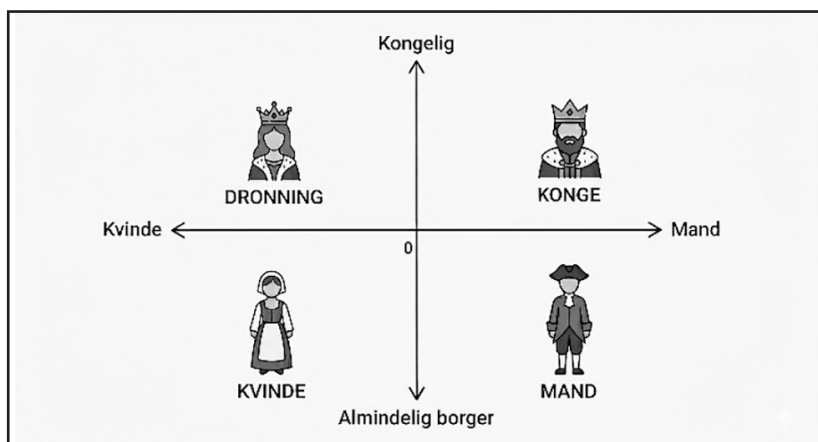 Kongelig
DRONNING
KONGE
Kvinde
Mand
0
KVINDE
MAND
Almindelig borger